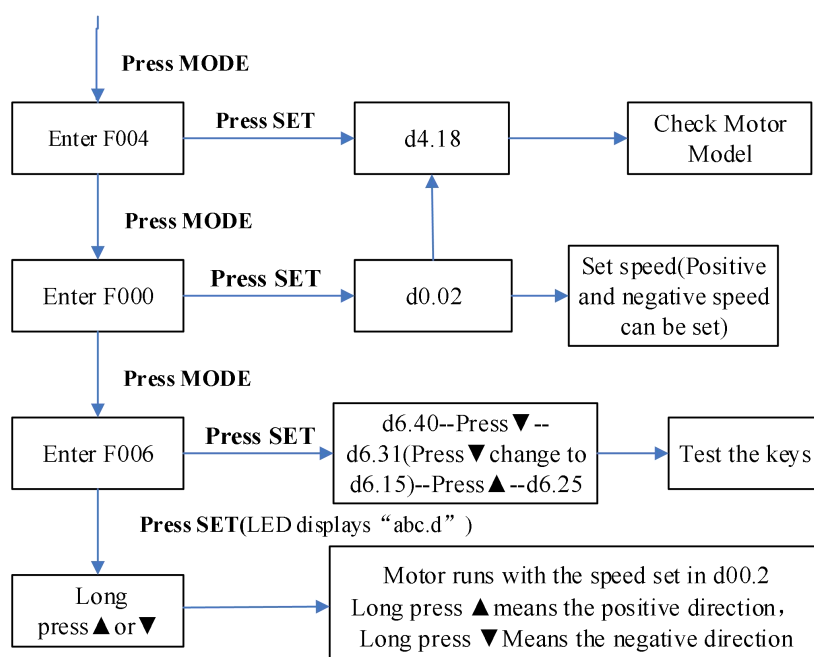 Press MODE
Enter F004
Press SET
d4.18
Check Motor
Model
Press MODE
Enter F000
Press SET
d0.02
Set speed(Positive
and negative speed
can be set)
Press MODE
Enter F006
Press SET
d6.40--Press▼--
d6.31(Press▼change to
d6.15)--Press▲--d6.25
Test the keys
Press SET(LED displays “abc.d” )
Long
press▲or▼
Motor runs with the speed set in d00.2
Long press ▲means the positive direction，
Long press ▼Means the negative direction